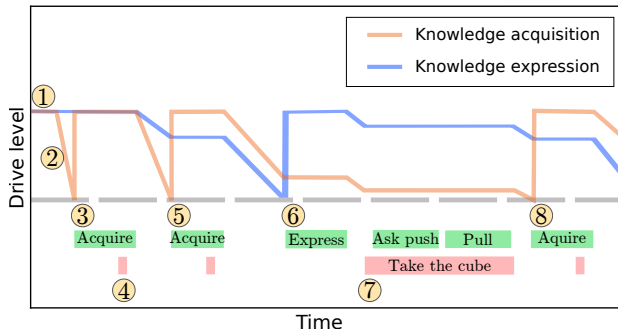 Knowledge acquisition
Knowledge expression
Drive level
1
2
3 5 6 8
Acquire Acquire Express Ask push Pull Aquire
Take the cube
4 7
Time